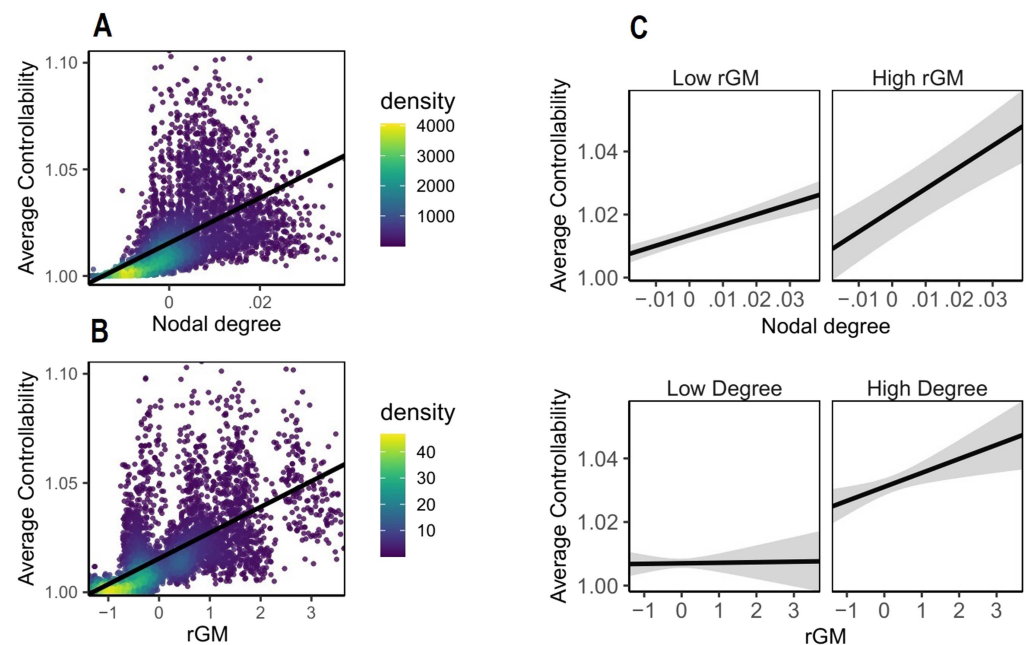 A
Average Controllability
1.10
1.05
1.00
0 .02
Nodal degree
density
4000
3000
2000
1000
B
Average Controllability
1.10
1.05
1.00
−1 0 1 2 3
rGM
density
40
30
20
10
C
Low rGM High rGM
Average Controllability
1.04
1.02
1.00
−.01 0 .01 .02 .03 −.01 0 .01 .02 .03
Nodal degree
Low Degree High Degree
Average Controllability
1.04
1.02
1.00
−1 0 1 2 3 −1 0 1 2 3
rGM